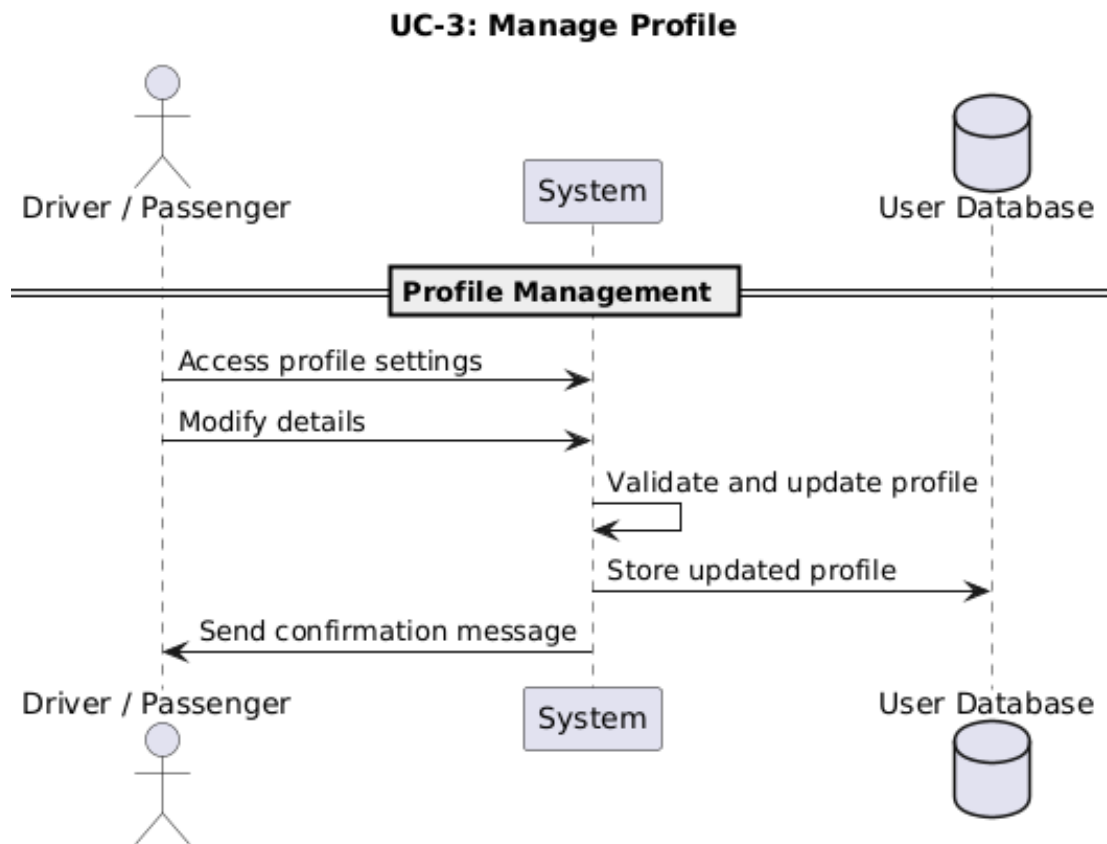 UC-3: Manage Profile
Driver / Passenger
System
User Database
Profile Management
Access profile settings
Modify details
Validate and update profile
Store updated profile
Send confirmation message
Driver / Passenger
System
User Database